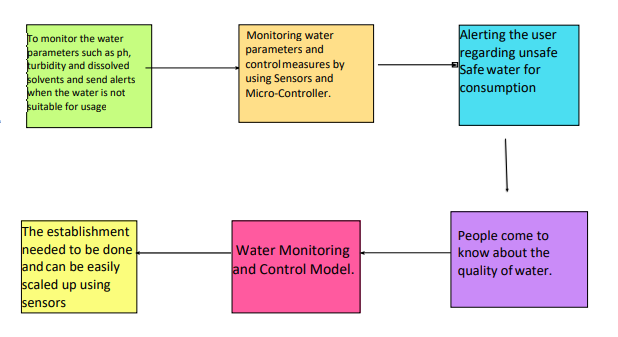 To monitor the water
parameters such as ph,
turbidity and dissolved
solvents and send alerts
when the water is not
suitable for usage
Monitoring water
parameters and
control measures by
using Sensors and
Micro-Controller.
Alerting the user
regarding unsafe
Safe water for
consumption
People come to
know about the
quality of water.
Water Monitoring
and Control Model.
The establishment
needed to be done
and can be easily
scaled up using
sensors